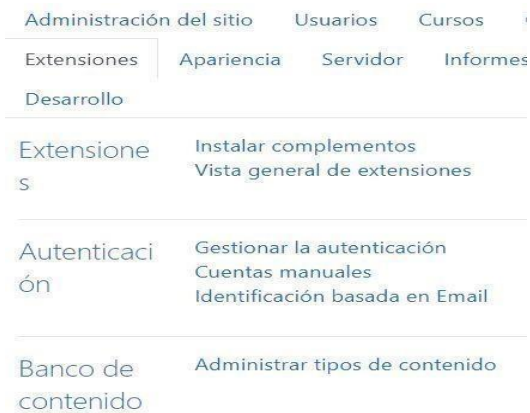 Administración del sitio Usuarios Cursos
Extensiones Apariencia Servidor Informes
Desarrollo
Extensione
s
Instalar complementos
Vista general de extensiones
Autenticaci
ón
Gestionar la autenticación
Cuentas manuales
Identificación basada en Email
Banco de
contenido
Administrar tipos de contenido